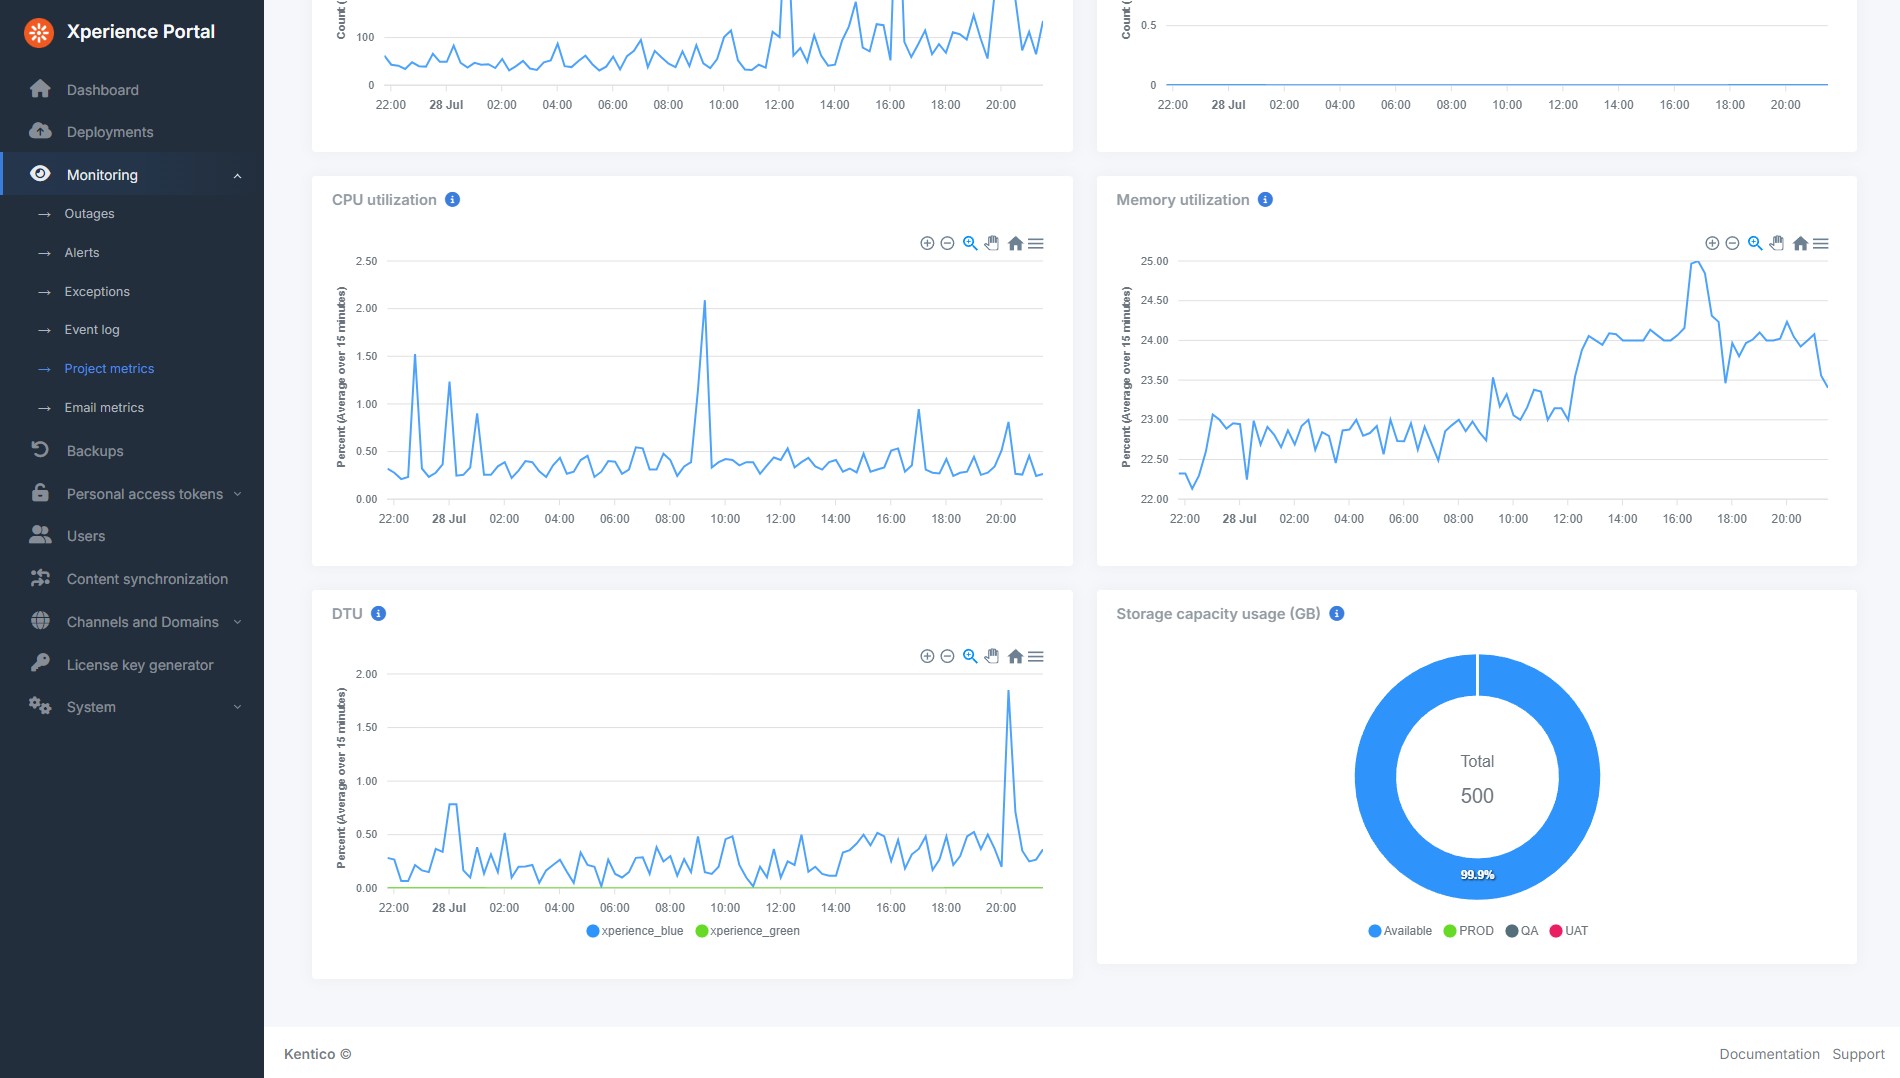 Xperience Portal
Dashboard
Deployments
Monitoring
→ Outages
→ Alerts
→ Exceptions
→ Event log
→ Project metrics
→ Email metrics
Backups
Personal access tokens
Users
Content synchronization
Channels and Domains
License key generator
System
Count (
100
0
22:00 28 Jul 02:00 04:00 06:00 08:00 10:00 12:00 14:00 16:00 18:00 20:00
Count (
0.5
0
22:00 28 Jul 02:00 04:00 06:00 08:00 10:00 12:00 14:00 16:00 18:00 20:00
CPU utilization
Percent (Average over 15 minutes)
2.50
2.00
1.50
1.00
0.50
0.00
22:00 28 Jul 02:00 04:00 06:00 08:00 10:00 12:00 14:00 16:00 18:00 20:00
Memory utilization
Percent (Average over 15 minutes)
25.00
24.50
24.00
23.50
23.00
22.50
22.00
22:00 28 Jul 02:00 04:00 06:00 08:00 10:00 12:00 14:00 16:00 18:00 20:00
DTU
Percent (Average over 15 minutes)
2.00
1.50
1.00
0.50
0.00
22:00 28 Jul 02:00 04:00 06:00 08:00 10:00 12:00 14:00 16:00 18:00 20:00
xperience_blue xperience_green
Storage capacity usage (GB)
Total
500
99.9%
Available PROD QA UAT
Kentico ©
Documentation Support